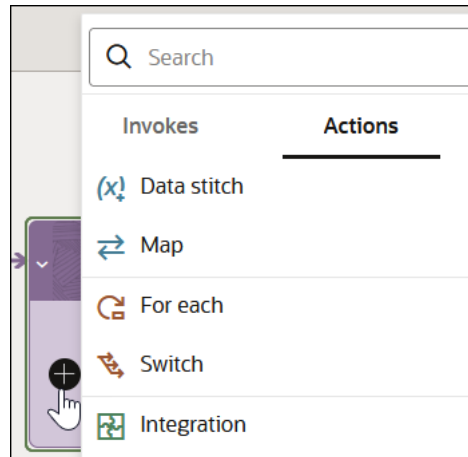 Search
Invokes Actions
Data stitch
Map
For each
Switch
Integration